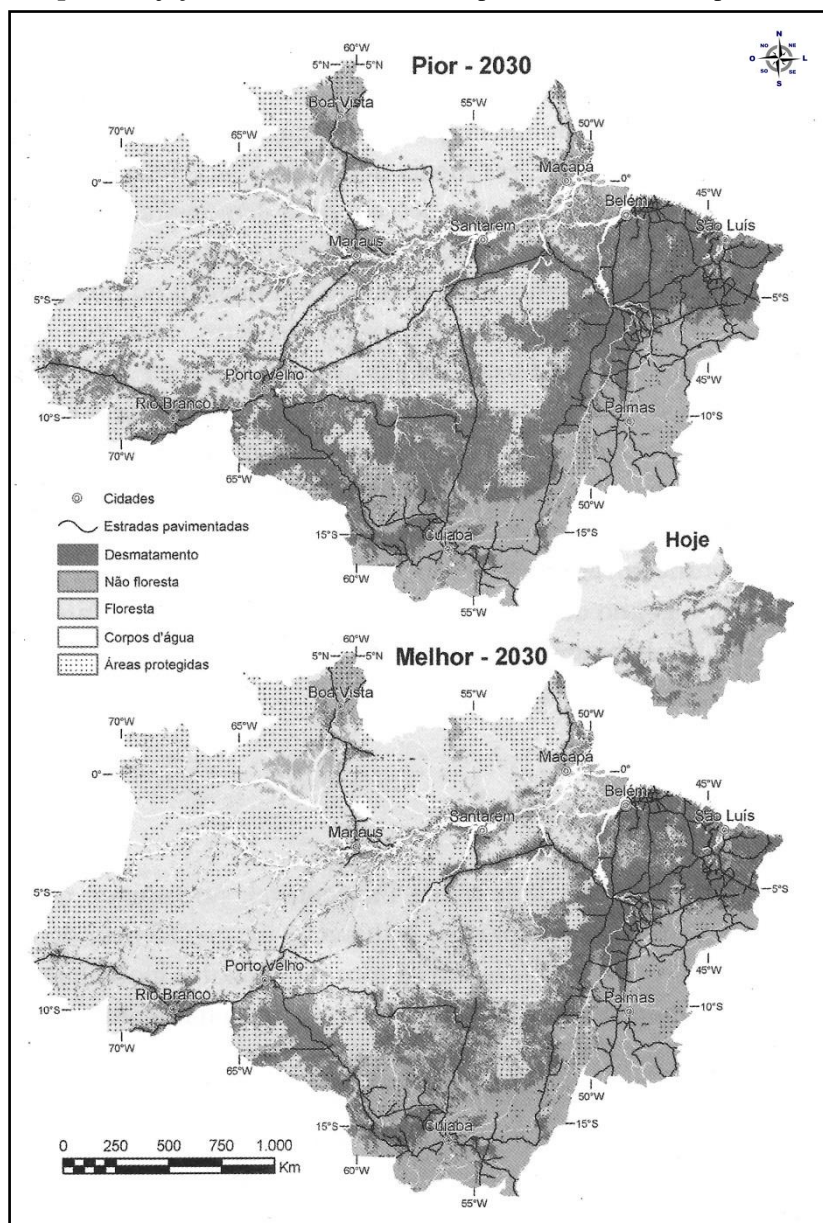 N
NO
NE
O
L
SO
SE
S
Pior - 2030
60°W
5°N
5°N
Boa Vista
70°W
65°W
55°W
50°W
Macapá
0°
0°
Belém
45°W
São Luís
Santarém
Manaus
5°S
5°S
Porto Velho
45°W
Rio Branco
Palmas
10°S
10°S
70°W
65°W
50°W
15°S
15°S
Cuiabá
60°W
55°W
Cidades
Estradas pavimentadas
Desmatamento
Não floresta
Floresta
Corpos d'água
Áreas protegidas
Hoje
Melhor - 2030
60°W
5°N
5°N
Boa Vista
70°W
65°W
55°W
50°W
Macapá
0°
0°
Belém
45°W
São Luís
Santarém
Manaus
5°S
5°S
Porto Velho
45°W
Rio Branco
Palmas
10°S
10°S
70°W
65°W
50°W
15°S
15°S
Cuiabá
60°W
55°W
0 250 500 750 1.000
Km